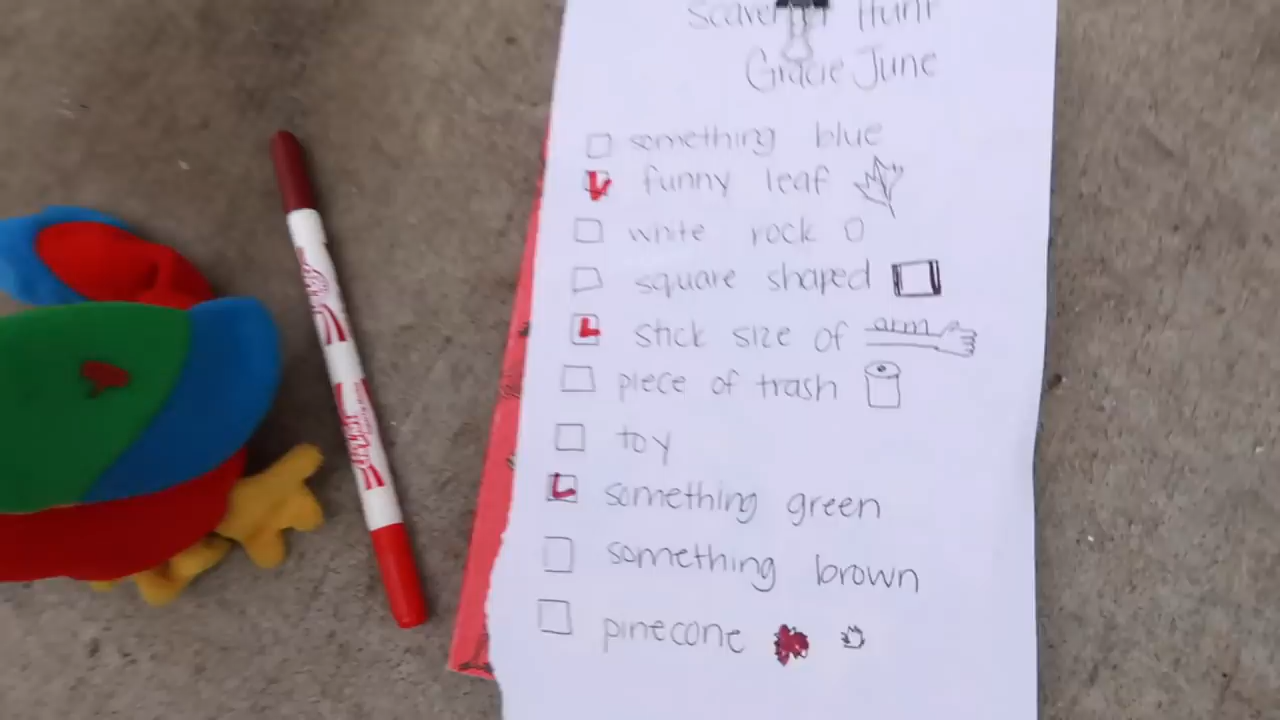 Scavenger Hunt
Gracie June
something blue
funny leaf
white rock
square shaped
stick size of arm
piece of trash
toy
something green
something brown
pinecone